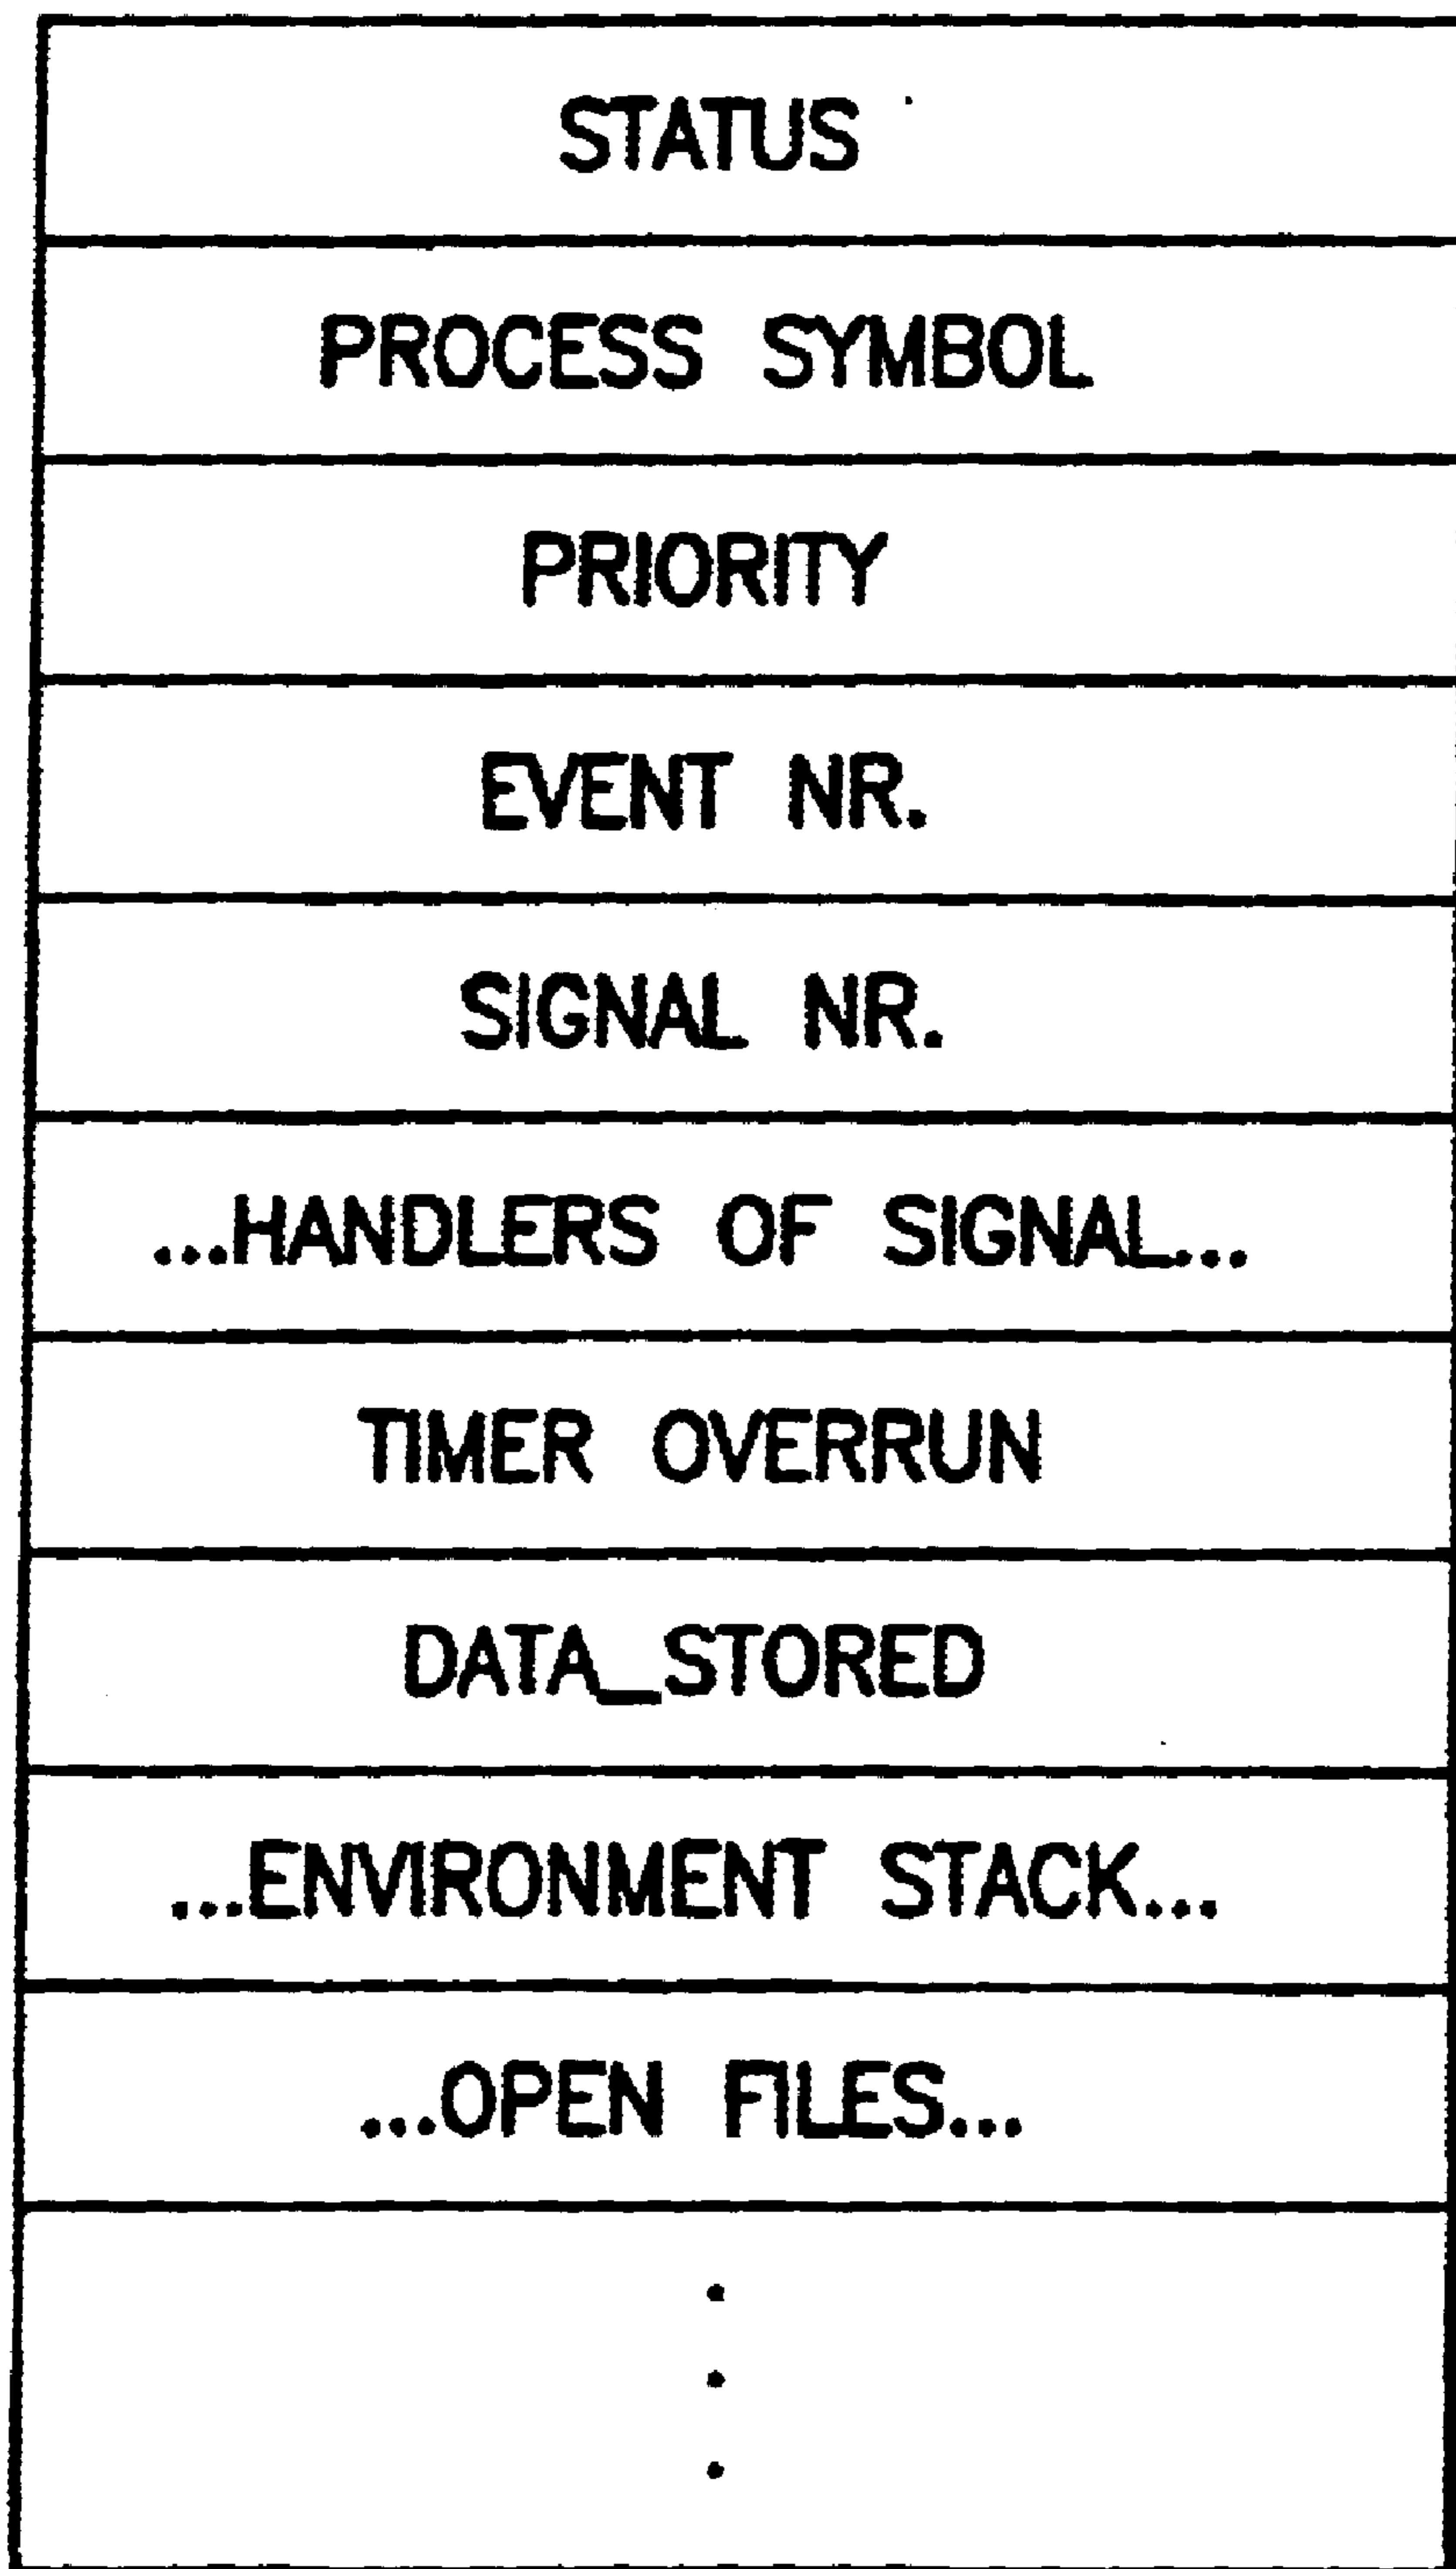 STATUS
PROCESS SYMBOL
PRIORITY
EVENT NR.
SIGNAL NR.
...HANDLERS OF SIGNAL...
TIMER OVERRUN
DATA_STORED
...ENVIRONMENT STACK...
...OPEN FILES...
.
.
.